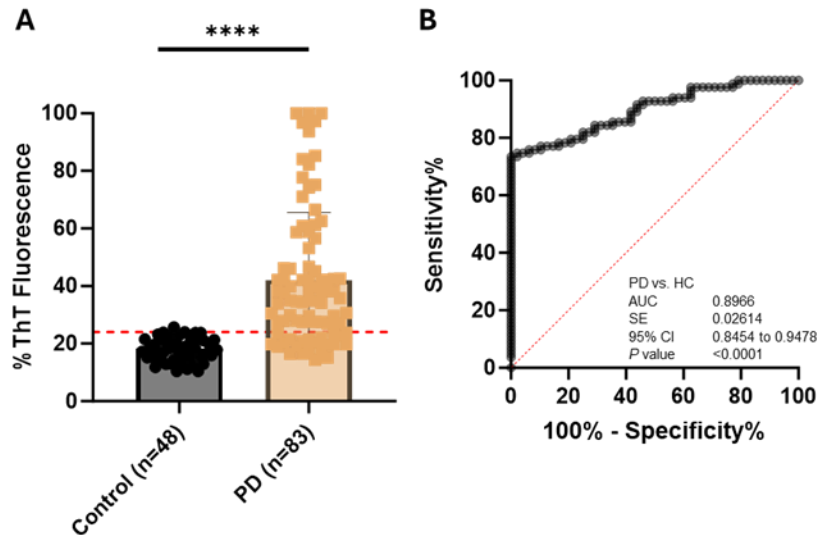 A
****
% ThT Fluorescence
100
80
60
40
20
0
Control (n=48)
PD (n=83)
B
Sensitivity%
100
80
60
40
20
0
PD vs. HC
AUC 0.8966
SE 0.02614
95% CI 0.8454 to 0.9478
P value <0.0001
0 20 40 60 80 100
100% - Specificity%